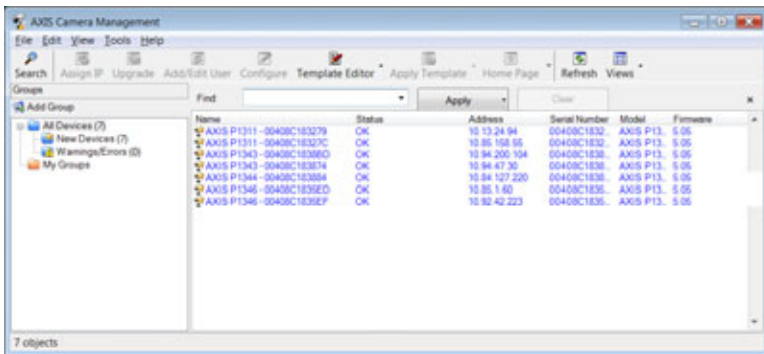 AXIS Camera Management
File Edit View Tools Help
Search Assign IP Upgrade Add/Edit User Configure Template Editor Apply Template Home Page Refresh Views
Groups
Add Group
Find Apply Clear
All Devices (7)
New Devices (7)
Warnings/Errors (0)
My Groups
Name Status Address Serial Number Model Firmware
AXIS P1311 - 00408C183279 OK 10.13.24.94 00408C1832... AXIS P13... 5.05
AXIS P1311 - 00408C18327C OK 10.85.158.55 00408C1832... AXIS P13... 5.05
AXIS P1343 - 00408C1838BD OK 10.94.200.104 00408C1838... AXIS P13... 5.05
AXIS P1343 - 00408C183874 OK 10.94.47.30 00408C1838... AXIS P13... 5.05
AXIS P1344 - 00408C183884 OK 10.84.127.220 00408C1838... AXIS P13... 5.05
AXIS P1346 - 00408C1835ED OK 10.85.1.60 00408C1835... AXIS P13... 5.05
AXIS P1346 - 00408C1835EF OK 10.92.42.223 00408C1835... AXIS P13... 5.05
7 objects